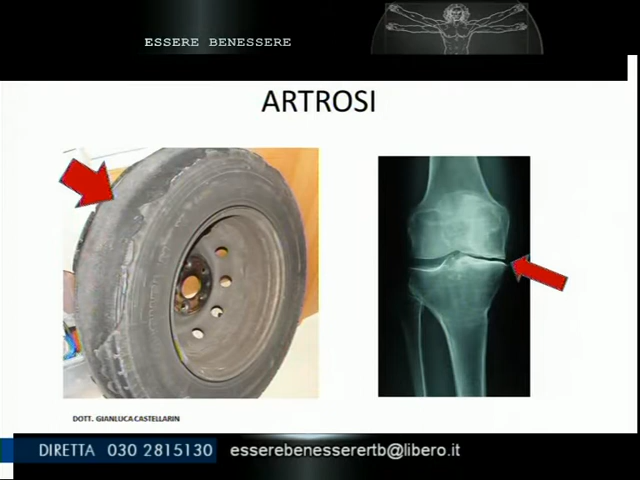 ESSERE BENESSERE
ARTROSI
DOTT. GIANLUCA CASTELLARIN
DIRETTA 030 2815130 esserebenesserertb@libero.it